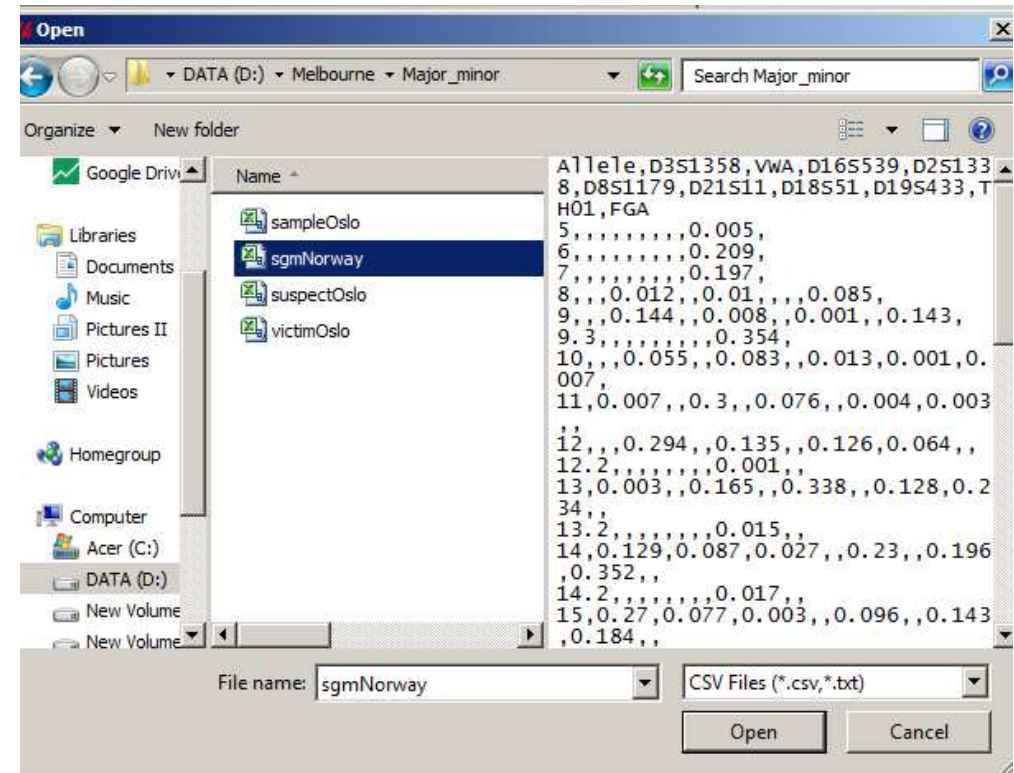 Open
DATA (D:) Melbourne Major_minor
Search Major_minor
Organize New folder
Google Driv
Libraries
Documents
Music
Pictures II
Pictures
Videos
Homegroup
Computer
Acer (C:)
DATA (D:)
New Volume
New Volume
Name
sampleOslo
sgmNorway
suspectOslo
victimOslo
Allele,D3S1358,VWA,D16S539,D2S133
8,D8S1179,D21S11,D18S51,D19S433,T
H01,FGA
5,,,,,,,,,0.005,
6,,,,,,,,,0.209,
7,,,,,,,,,0.197,
8,,,0.012,,0.01,,,,0.085,
9,,,0.144,,0.008,,0.001,,0.143,
9.3,,,,,,,,,0.354,
10,,,0.055,,0.083,,0.013,0.001,0.
007,
11,0.007,,0.3,,0.076,,0.004,0.003
,,
12,,,0.294,,0.135,,0.126,0.064,,
12.2,,,,,,,,0.001,,
13,0.003,,0.165,,0.338,,0.128,0.2
34,,
13.2,,,,,,,,0.015,,
14,0.129,0.087,0.027,,0.23,,0.196
,0.352,,
14.2,,,,,,,,0.017,,
15,0.27,0.077,0.003,,0.096,,0.143
,0.184,,
File name: sgmNorway
CSV Files (*.csv,*.txt)
Open Cancel